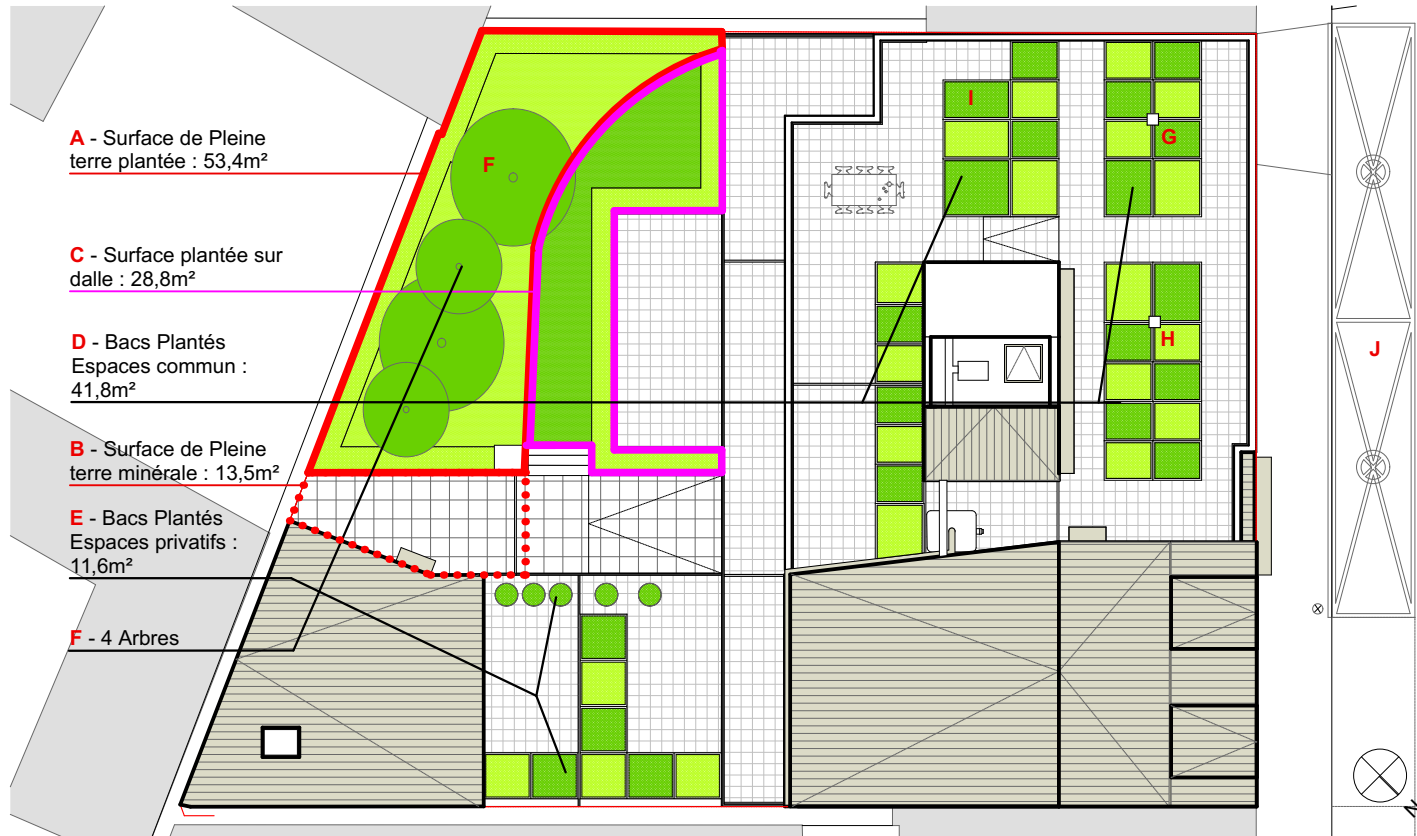 A - Surface de Pleine
terre plantée : 53,4m²
C - Surface plantée sur
dalle : 28,8m²
D - Bacs Plantés
Espaces commun :
41,8m²
B - Surface de Pleine
terre minérale : 13,5m²
E - Bacs Plantés
Espaces privatifs :
11,6m²
F - 4 Arbres
F
I
G
H
J
N